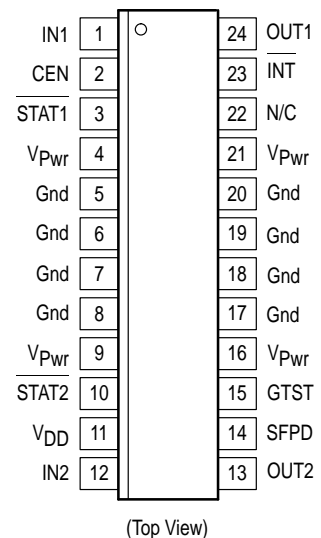 IN1 1 24 OUT1
CEN 2 23 INT
STAT1 3 22 N/C
VPwr 4 21 VPwr
Gnd 5 20 Gnd
Gnd 6 19 Gnd
Gnd 7 18 Gnd
Gnd 8 17 Gnd
VPwr 9 16 VPwr
STAT2 10 15 GTST
VDD 11 14 SFPD
IN2 12 13 OUT2
(Top View)